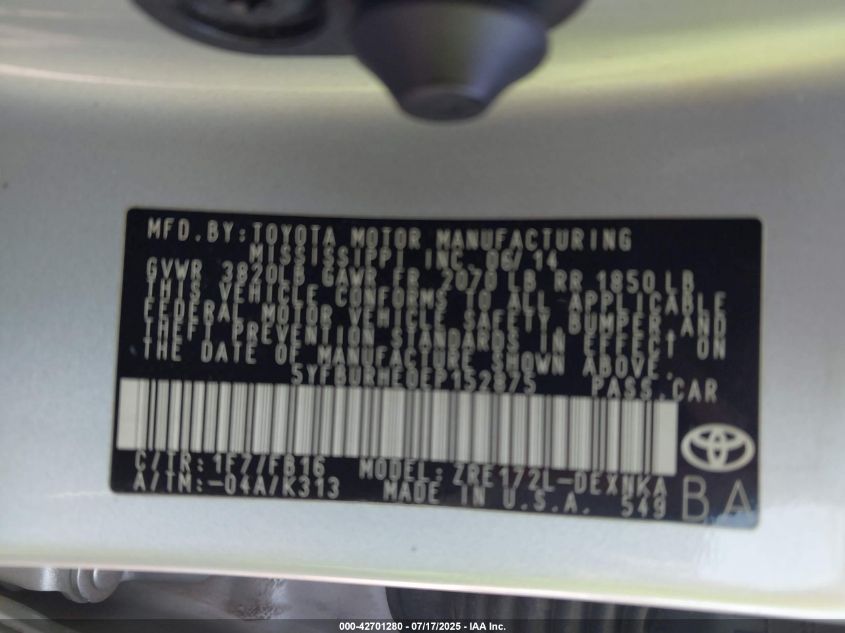 MFD.BY:TOYOTA MOTOR MANUFACTURING
MISSISSIPPI INC. 06/14
GVWR 3820LB GAWR FR 2070 LB RR 1850 LB
THIS VEHICLE CONFORMS TO ALL APPLICABLE
FEDERAL MOTOR VEHICLE SAFETY BUMPER AND
THEFT PREVENTION STANDARDS IN EFFECT ON
THE DATE OF MANUFACTURE SHOWN ABOVE.
5YFBURHE0EP152875 PASS.CAR
C/TR:1F7/FB16 MODEL:ZRE172L-DEXNKA
A/TM:-04A/K313 MADE IN U.S.A. 549
BA
000-42701280 - 07/17/2025 - IAA Inc.